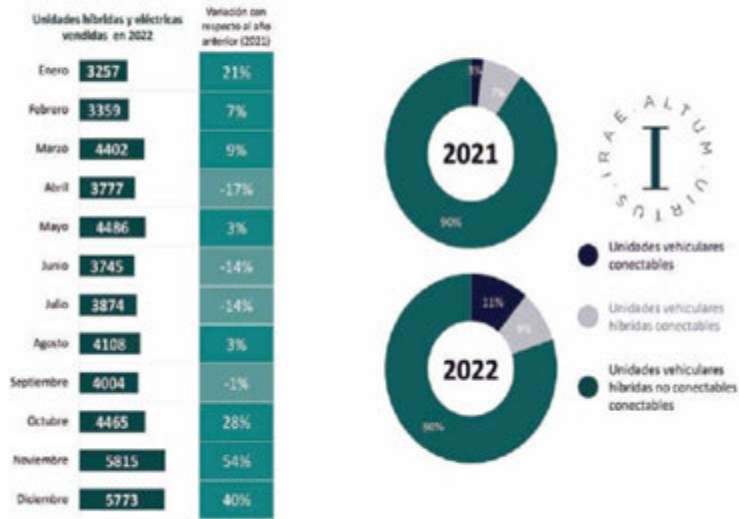 Unidades híbridas y eléctricas
vendidas en 2022
Variación con
respecto al año
anterior (2021)
Enero 3257 21%
Febrero 3359 7%
Marzo 4402 9%
Abril 3777 -17%
Mayo 4486 3%
Junio 3745 -14%
Julio 3874 -14%
Agosto 4108 3%
Septiembre 4004 -1%
Octubre 4465 28%
Noviembre 5815 54%
Diciembre 5773 40%
3%
7%
2021
90%
11%
9%
2022
80%
I
IRAE · ALTUM · VIRTUS
Unidades vehiculares
conectables
Unidades vehiculares
híbridas conectables
Unidades vehiculares
híbridas no conectables
conectables